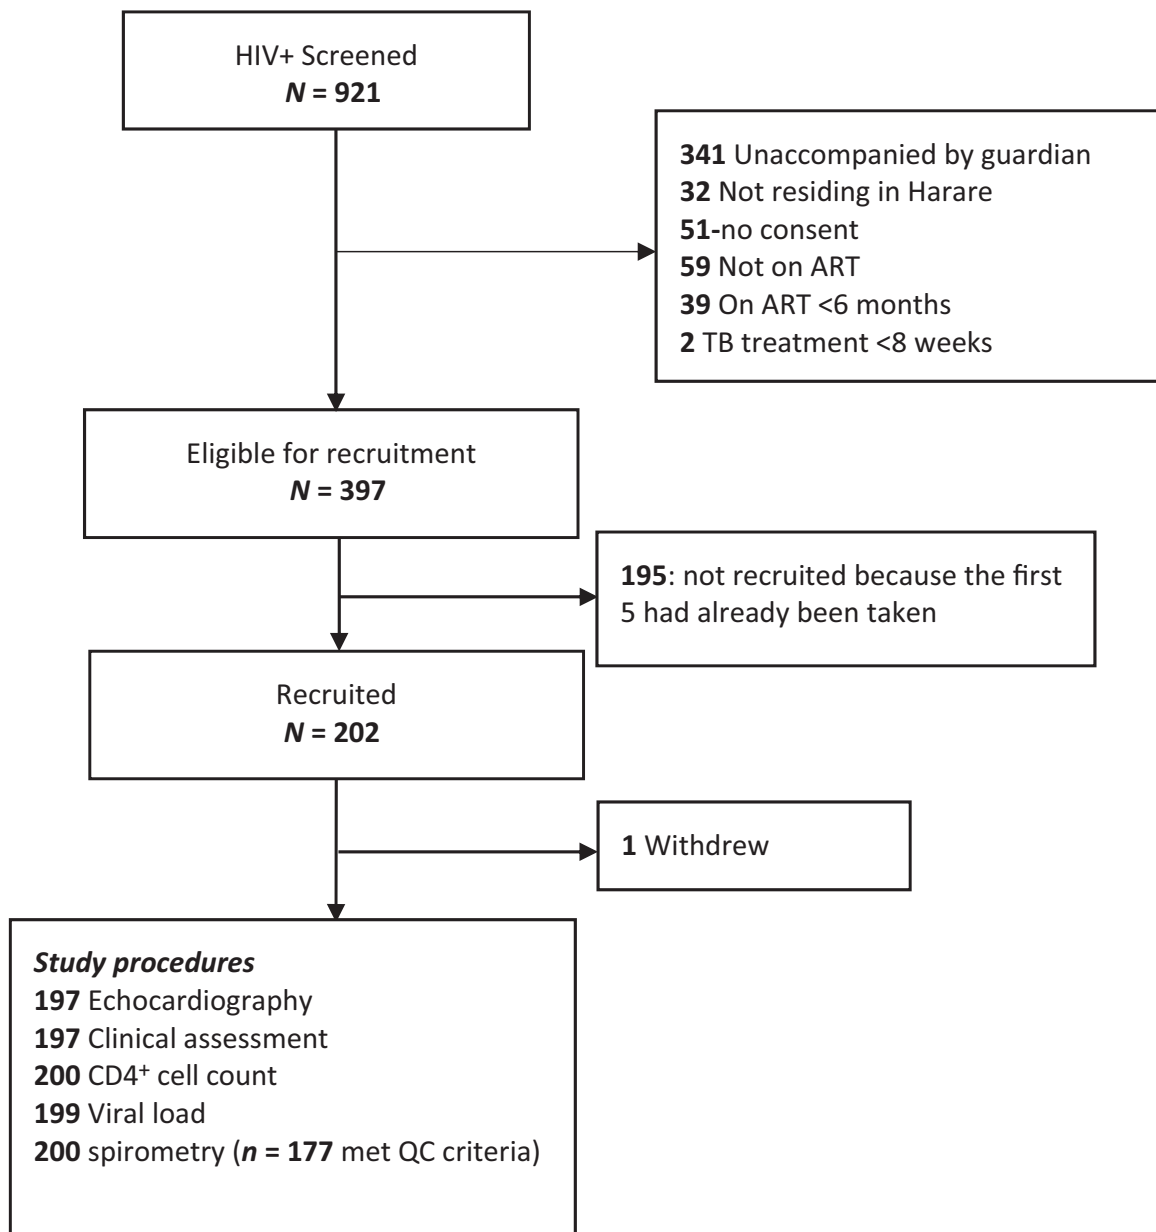 HIV+ Screened
N = 921
341 Unaccompanied by guardian
32 Not residing in Harare
51-no consent
59 Not on ART
39 On ART <6 months
2 TB treatment <8 weeks
Eligible for recruitment
N = 397
195: not recruited because the first
5 had already been taken
Recruited
N = 202
1 Withdrew
Study procedures
197 Echocardiography
197 Clinical assessment
200 CD4⁺ cell count
199 Viral load
200 spirometry (n = 177 met QC criteria)